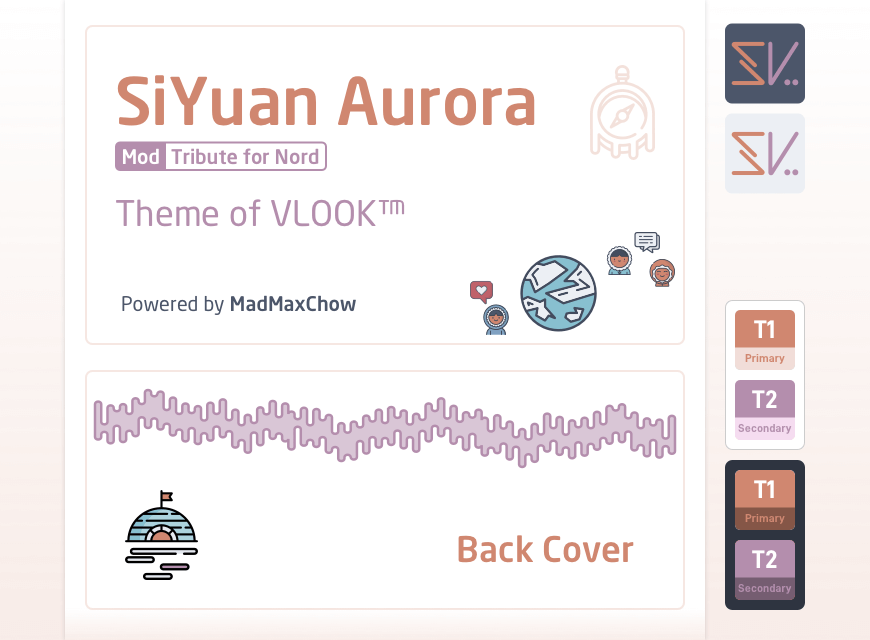 SiYuan Aurora
Mod Tribute for Nord
Theme of VLOOK™
Powered by MadMaxChow
Back Cover
T1
Primary
T2
Secondary
T1
Primary
T2
Secondary